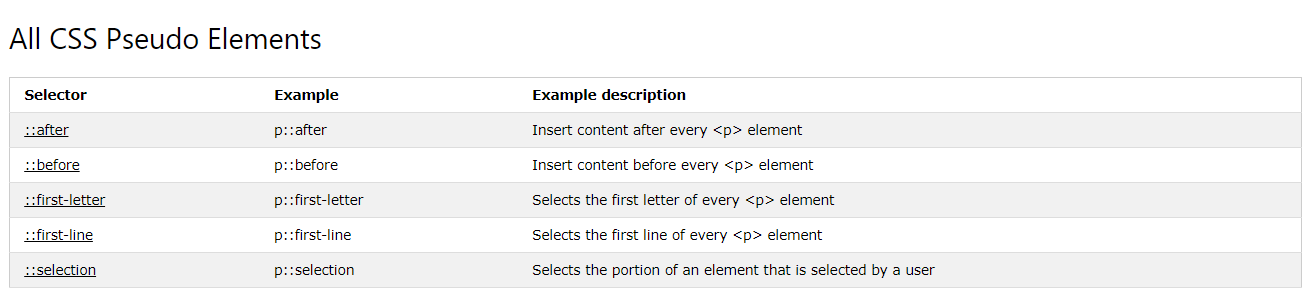 All CSS Pseudo Elements
Selector Example Example description
::after p::after Insert content after every <p> element
::before p::before Insert content before every <p> element
::first-letter p::first-letter Selects the first letter of every <p> element
::first-line p::first-line Selects the first line of every <p> element
::selection p::selection Selects the portion of an element that is selected by a user